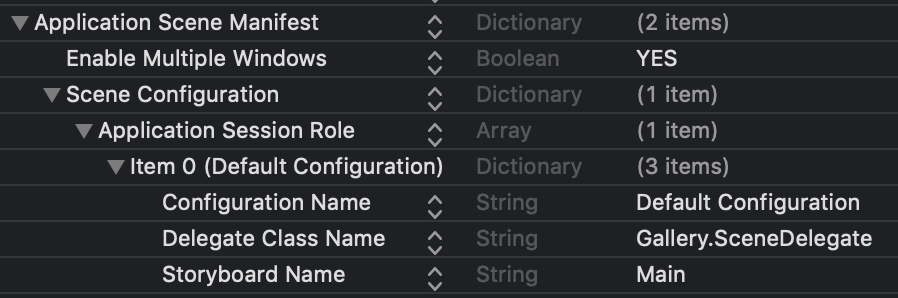 Application Scene Manifest Dictionary (2 items)
Enable Multiple Windows Boolean YES
Scene Configuration Dictionary (1 item)
Application Session Role Array (1 item)
Item 0 (Default Configuration) Dictionary (3 items)
Configuration Name String Default Configuration
Delegate Class Name String Gallery.SceneDelegate
Storyboard Name String Main